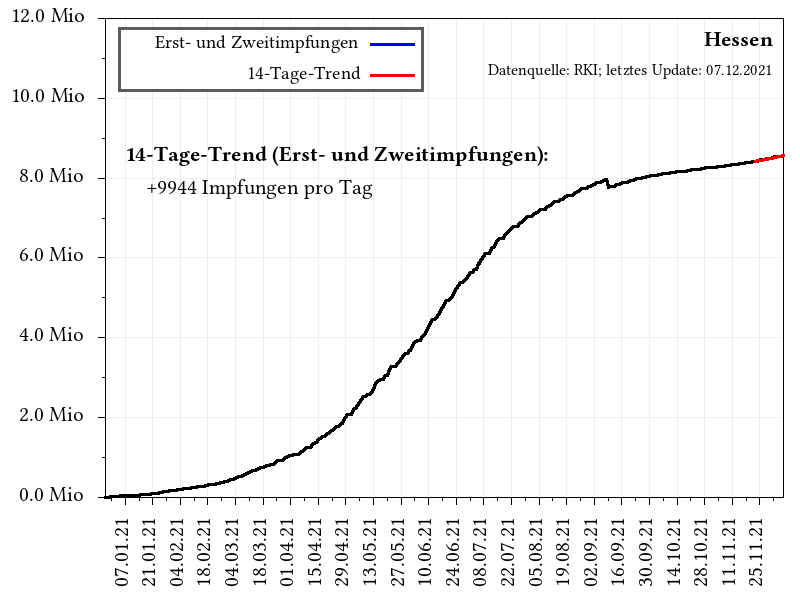 12.0 Mio
10.0 Mio
8.0 Mio
6.0 Mio
4.0 Mio
2.0 Mio
0.0 Mio
Erst- und Zweitimpfungen
14-Tage-Trend
Hessen
Datenquelle: RKI; letztes Update: 07.12.2021
14-Tage-Trend (Erst- und Zweitimpfungen):
+9944 Impfungen pro Tag
07.01.21
21.01.21
04.02.21
18.02.21
04.03.21
18.03.21
01.04.21
15.04.21
29.04.21
13.05.21
27.05.21
10.06.21
24.06.21
08.07.21
22.07.21
05.08.21
19.08.21
02.09.21
16.09.21
30.09.21
14.10.21
28.10.21
11.11.21
25.11.21